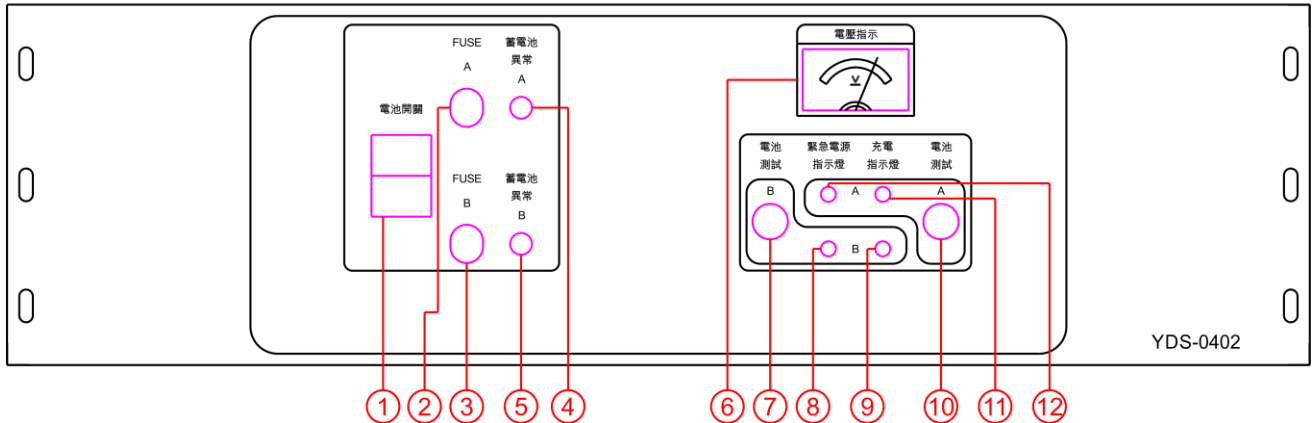 電壓指示
FUSE
A
蓄電池
異常
A
電池開關
V
FUSE
B
蓄電池
異常
B
電池
測試
緊急電源
指示燈
充電
指示燈
電池
測試
B
A
A
B
YDS-0402
1
2
3
5
4
6
7
8
9
10
11
12